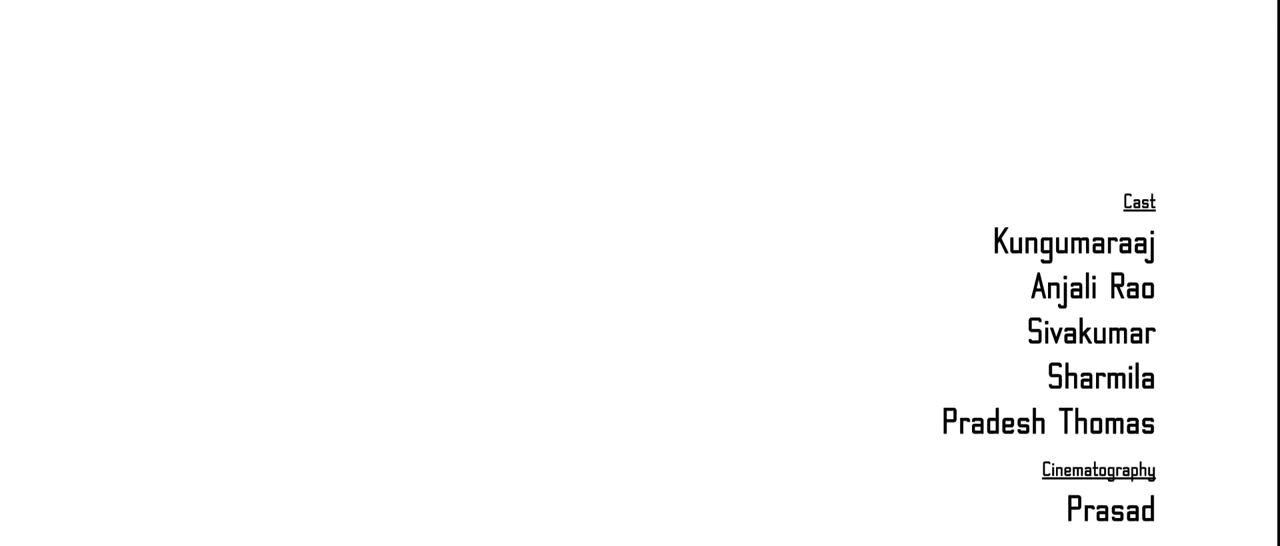 Cast
Kungumaraaj
Anjali Rao
Sivakumar
Sharmila
Pradesh Thomas
Cinematography
Prasad